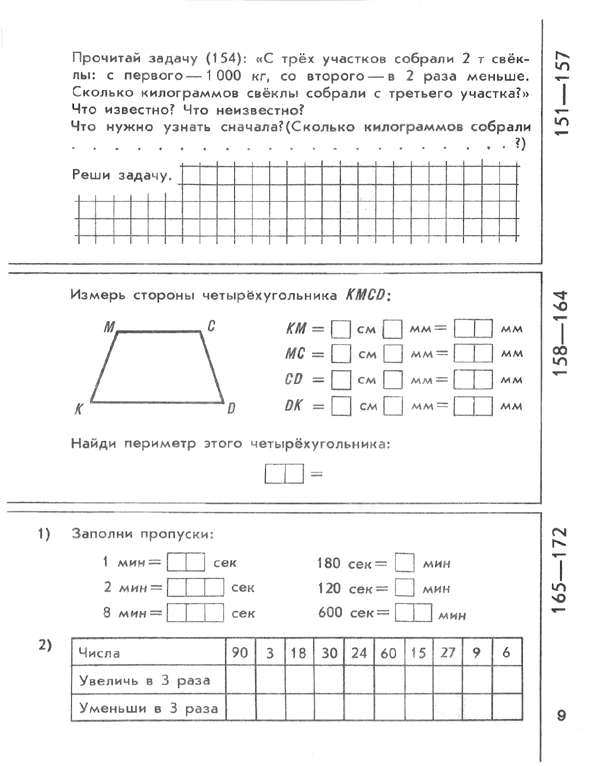 Прочитай задачу (154): «С трёх участков собрали 2 т свёк-
лы: с первого — 1 000 кг, со второго — в 2 раза меньше.
Сколько килограммов свёклы собрали с третьего участка?»
Что известно? Что неизвестно?
Что нужно узнать сначала?(Сколько килограммов собрали
. . . . . . . . . . . . . . . . . . . ?)
Реши задачу.
151—157
Измерь стороны четырёхугольника KMCD:
M C
K D
KM = см мм = мм
MC = см мм = мм
CD = см мм = мм
DK = см мм = мм
Найди периметр этого четырёхугольника:
=
158—164
1) Заполни пропуски:
1 мин = сек 180 сек = мин
2 мин = сек 120 сек = мин
8 мин = сек 600 сек = мин
2) Числа 90 3 18 30 24 60 15 27 9 6
Увеличь в 3 раза
Уменьши в 3 раза
165—172
9